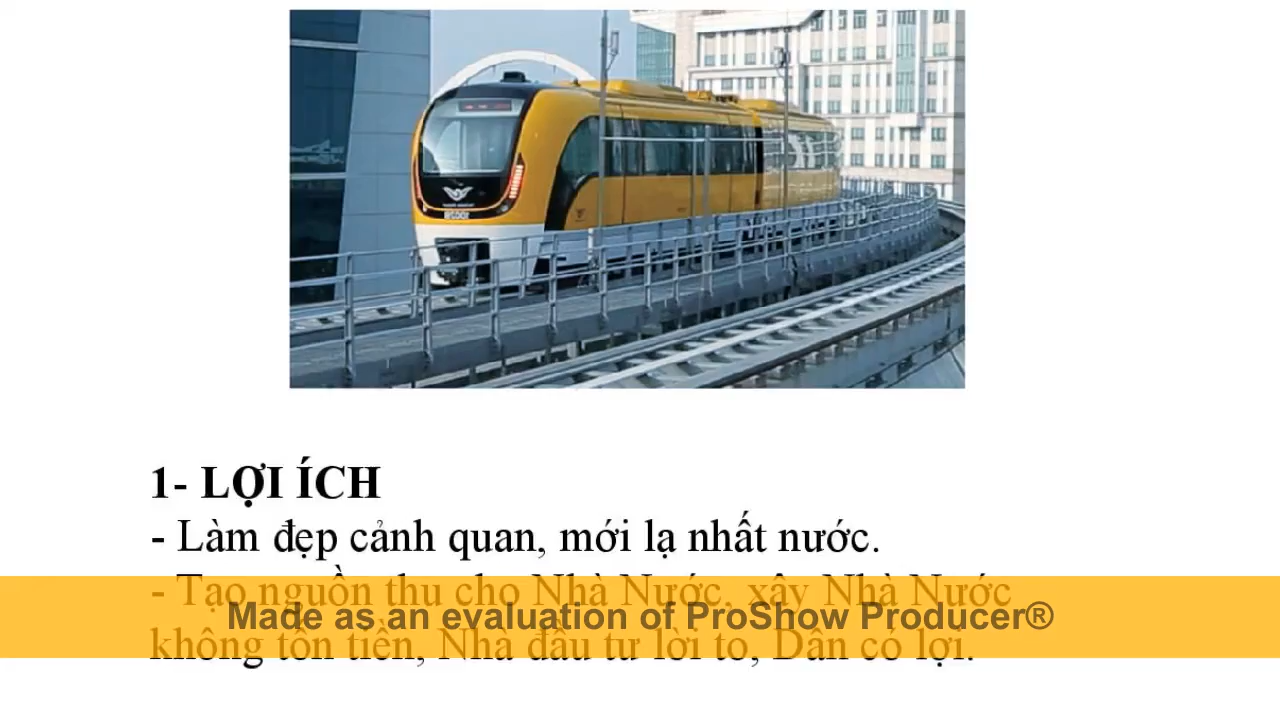 1- LỢI ÍCH
- Làm đẹp cảnh quan, mới lạ nhất nước.
- Tạo nguồn thu cho Nhà Nước, xây Nhà Nước
Made as an evaluation of ProShow Producer®
không tốn tiền, Nhà đầu tư lời to, Dân có lợi.